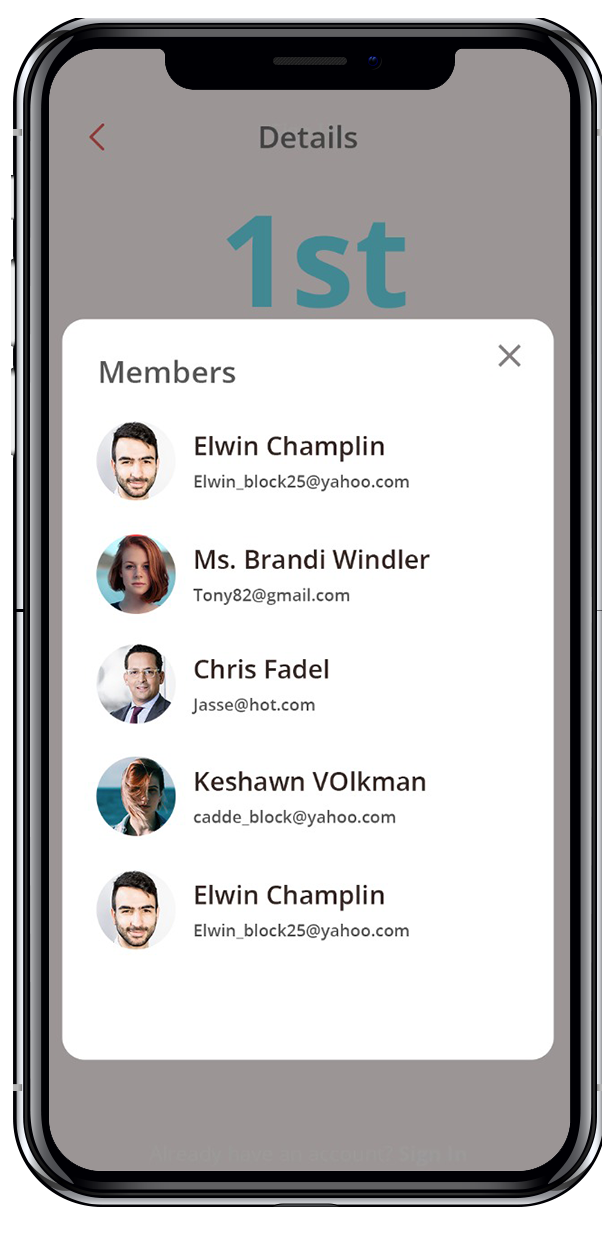 Details
1st
Members
Elwin Champlin
Elwin_block25@yahoo.com
Ms. Brandi Windler
Tony82@gmail.com
Chris Fadel
Jasse@hot.com
Keshawn VOlkman
cadde_block@yahoo.com
Elwin Champlin
Elwin_block25@yahoo.com
Already have an account? Sign In